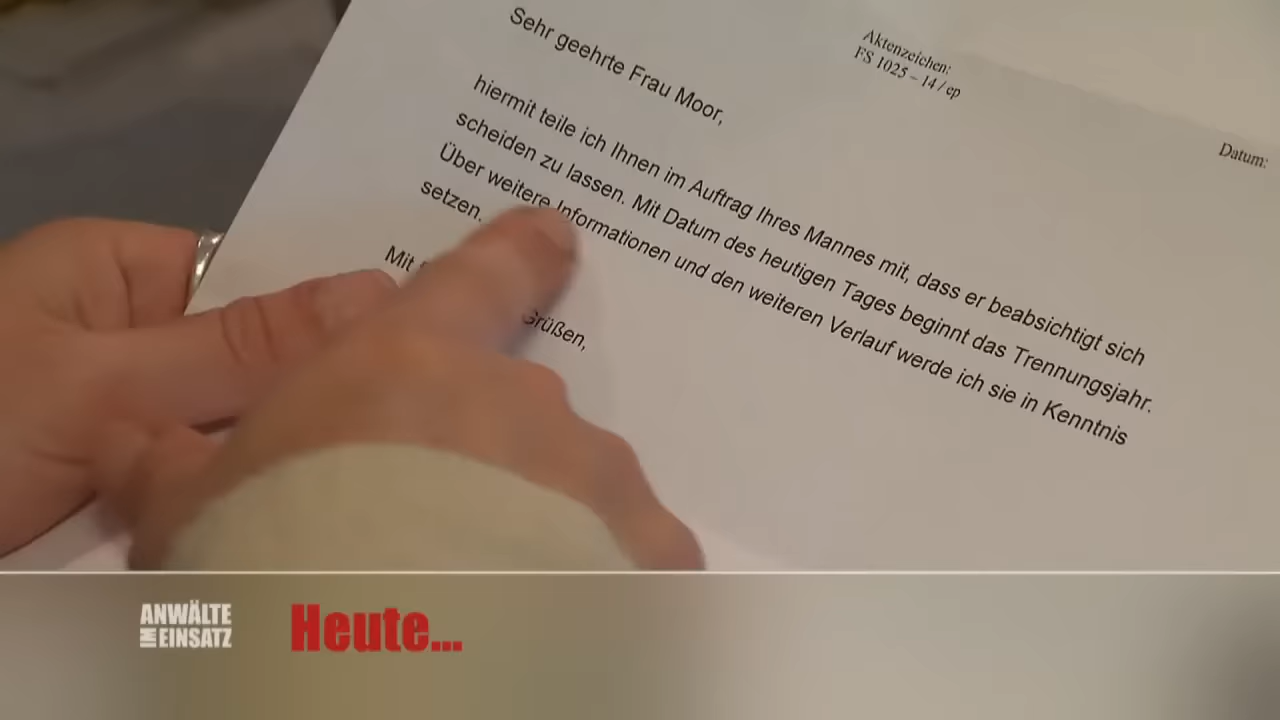 Aktenzeichen:
FS 1025 – 14 / ep
Datum:
Sehr geehrte Frau Moor,
hiermit teile ich Ihnen im Auftrag Ihres Mannes mit, dass er beabsichtigt sich
scheiden zu lassen. Mit Datum des heutigen Tages beginnt das Trennungsjahr.
Über weitere Informationen und den weiteren Verlauf werde ich sie in Kenntnis
setzen.
Mit Grüßen,
ANWÄLTE
IM EINSATZ
Heute...